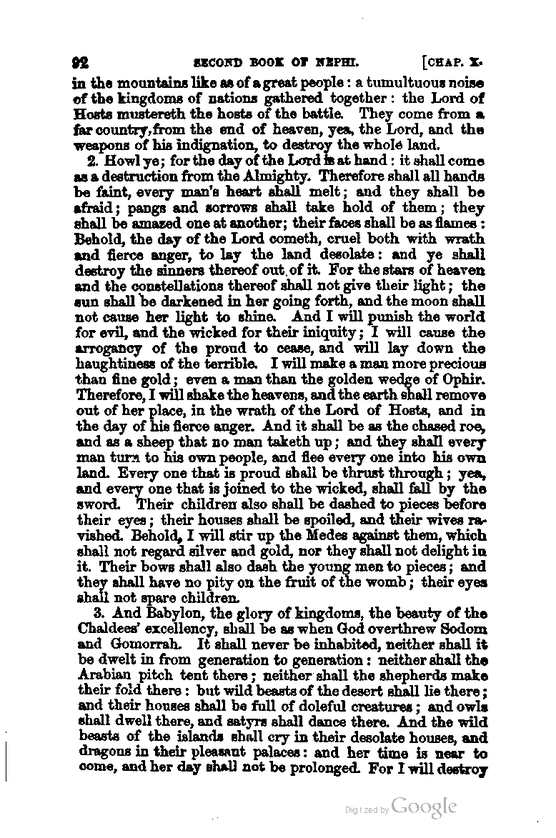 92 SECOND BOOK OF NEPHI. [CHAP. X.
in the mountains like as of a great people : a tumultuous noise
of the kingdoms of nations gathered together : the Lord of
Hosts mustereth the hosts of the battle. They come from a
far country, from the end of heaven, yea, the Lord, and the
weapons of his indignation, to destroy the whole land.
2. Howl ye; for the day of the Lord is at hand : it shall come
as a destruction from the Almighty. Therefore shall all hands
be faint, every man's heart shall melt; and they shall be
afraid; pangs and sorrows shall take hold of them; they
shall be amazed one at another; their faces shall be as flames :
Behold, the day of the Lord cometh, cruel both with wrath
and fierce anger, to lay the land desolate : and ye shall
destroy the sinners thereof out of it. For the stars of heaven
and the constellations thereof shall not give their light; the
sun shall be darkened in her going forth, and the moon shall
not cause her light to shine. And I will punish the world
for evil, and the wicked for their iniquity; I will cause the
arrogancy of the proud to cease, and will lay down the
haughtiness of the terrible. I will make a man more precious
than fine gold; even a man than the golden wedge of Ophir.
Therefore, I will shake the heavens, and the earth shall remove
out of her place, in the wrath of the Lord of Hosts, and in
the day of his fierce anger. And it shall be as the chased roe,
and as a sheep that no man taketh up; and they shall every
man turn to his own people, and flee every one into his own
land. Every one that is proud shall be thrust through; yea,
and every one that is joined to the wicked, shall fall by the
sword. Their children also shall be dashed to pieces before
their eyes; their houses shall be spoiled, and their wives ra-
vished. Behold, I will stir up the Medes against them, which
shall not regard silver and gold, nor they shall not delight in
it. Their bows shall also dash the young men to pieces; and
they shall have no pity on the fruit of the womb; their eyes
shall not spare children.
3. And Babylon, the glory of kingdoms, the beauty of the
Chaldees' excellency, shall be as when God overthrew Sodom
and Gomorrah. It shall never be inhabited, neither shall it
be dwelt in from generation to generation : neither shall the
Arabian pitch tent there; neither shall the shepherds make
their fold there : but wild beasts of the desert shall lie there;
and their houses shall be full of doleful creatures; and owls
shall dwell there, and satyrs shall dance there. And the wild
beasts of the islands shall cry in their desolate houses, and
dragons in their pleasant palaces : and her time is near to
come, and her day shall not be prolonged. For I will destroy
Digitized by Google